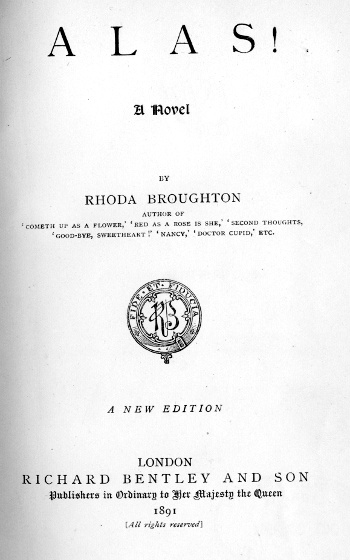 ALAS!
A Novel
BY
RHODA BROUGHTON
AUTHOR OF
'COMETH UP AS A FLOWER,' 'RED AS A ROSE IS SHE,' 'SECOND THOUGHTS,
'GOOD-BYE, SWEETHEART!' 'NANCY,' 'DOCTOR CUPID,' ETC.
FIDE·ET·FIDUCIA
RB
A NEW EDITION
LONDON
RICHARD BENTLEY AND SON
Publishers in Ordinary to Her Majesty the Queen
1891
[All rights reserved]